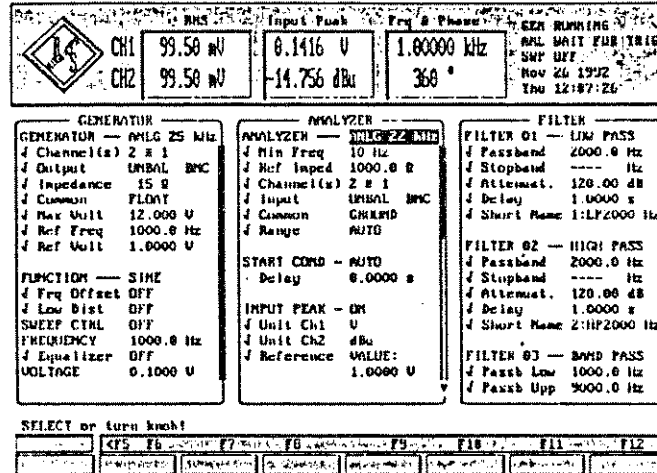 RMS Input Peak Frq & Phase
CH1 99.50 mV 0.1416 V 1.00000 kHz
CH2 99.50 mV -14.756 dBu 360 °
GEN RUNNING
ANL WAIT FOR TRIG
SWP OFF
Nov 26 1992
Thu 12:07:26
GENERATOR
GENERATOR — ANLG 25 kHz
Channel(s) 2 ≡ 1
Output UNBAL BNC
Impedance 15 Ω
Common FLOAT
Max Volt 12.000 V
Ref Freq 1000.0 Hz
Ref Volt 1.0000 V
FUNCTION — SINE
Frq Offset OFF
Low Dist OFF
SWEEP CTRL OFF
FREQUENCY 1000.0 Hz
Equalizer OFF
VOLTAGE 0.1000 V
ANALYZER
ANALYZER — ANLG 22 kHz
Min Freq 10 Hz
Ref Imped 1000.0 Ω
Channel(s) 2 ≡ 1
Input UNBAL BNC
Common GROUND
Range AUTO
START COND — AUTO
Delay 0.0000 s
INPUT PEAK — ON
Unit Ch1 V
Unit Ch2 dBu
Reference VALUE:
1.0000 V
FILTER
FILTER 01 — LOW PASS
Passband 2000.0 Hz
Stopband ---- Hz
Attenuat. 120.00 dB
Delay 1.0000 s
Short Name 1:LP2000 Hz
FILTER 02 — HIGH PASS
Passband 2000.0 Hz
Stopband ---- Hz
Attenuat. 120.00 dB
Delay 1.0000 s
Short Name 2:HP2000 Hz
FILTER 03 — BAND PASS
Passb Low 1000.0 Hz
Passb Upp 9000.0 Hz
SELECT or turn knob!
<F5 F6 F7 F8 F9 F10 F11 F12